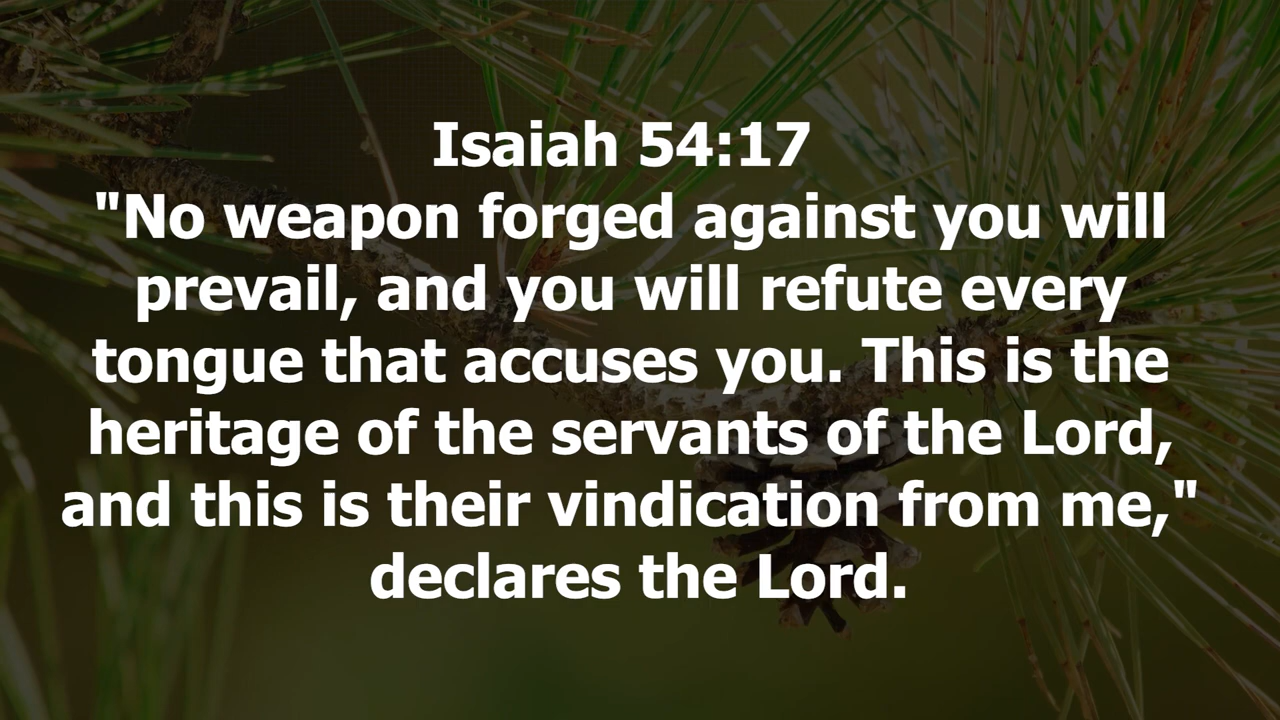 Isaiah 54:17
"No weapon forged against you will
prevail, and you will refute every
tongue that accuses you. This is the
heritage of the servants of the Lord,
and this is their vindication from me,"
declares the Lord.